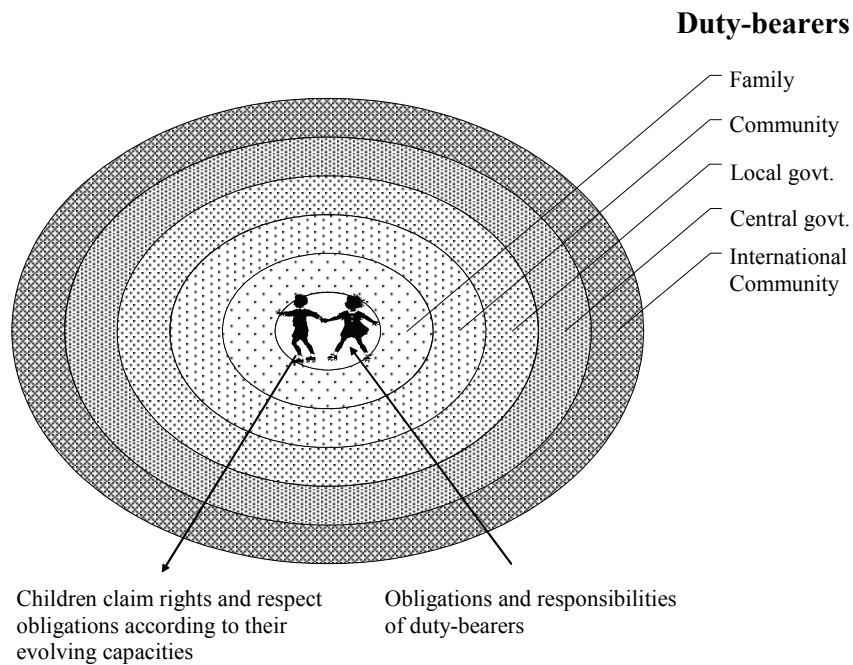 Duty-bearers
Family
Community
Local govt.
Central govt.
International
Community
Children claim rights and respect
obligations according to their
evolving capacities
Obligations and responsibilities
of duty-bearers